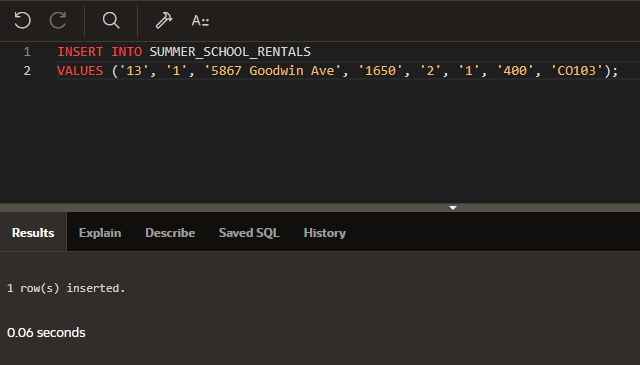 A::
1 INSERT INTO SUMMER_SCHOOL_RENTALS
2 VALUES ('13', '1', '5867 Goodwin Ave', '1650', '2', '1', '400', 'CO103');
Results Explain Describe Saved SQL History
1 row(s) inserted.
0.06 seconds